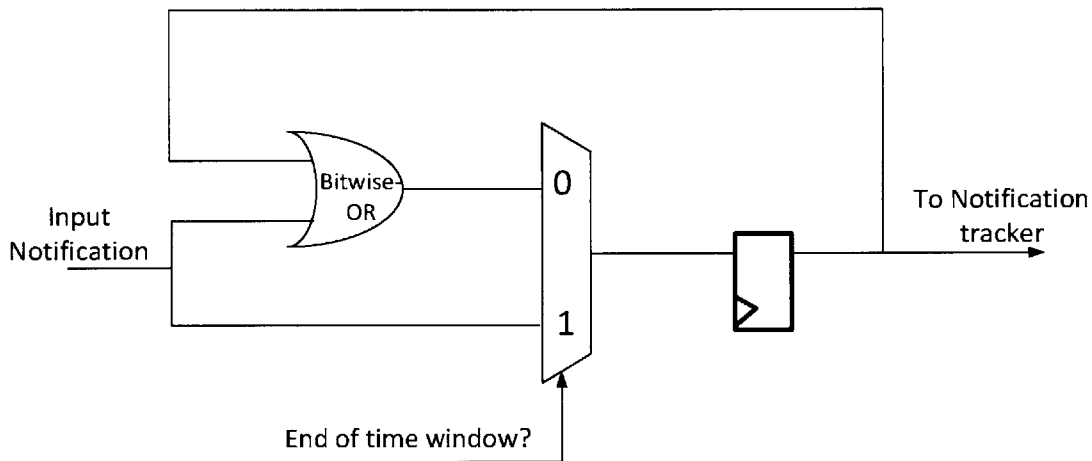 Bitwise-
OR
0
Input
Notification
To Notification
tracker
1
End of time window?